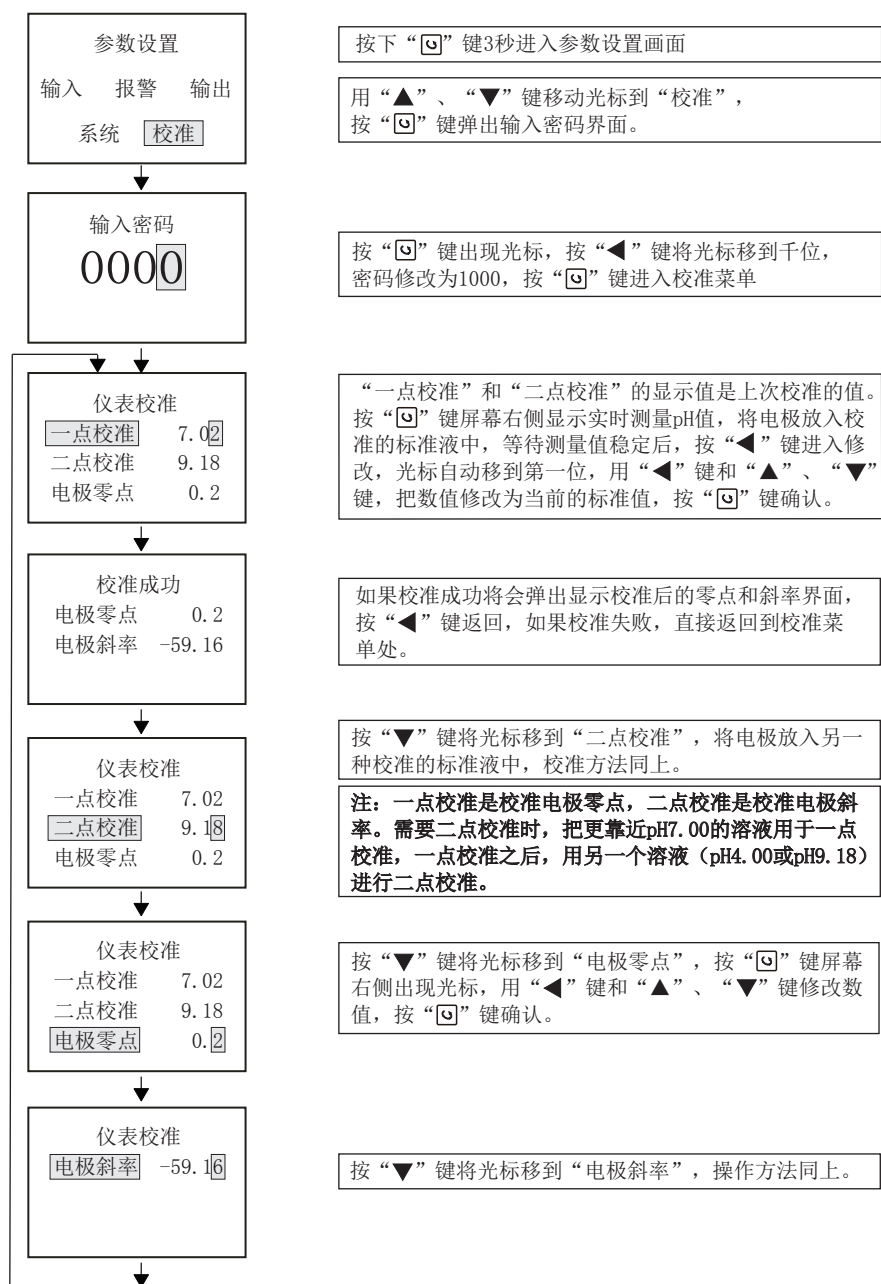 参数设置
输入 报警 输出
系统 校准
按下“”键3秒进入参数设置画面
用“▲”、“▼”键移动光标到“校准”，
按“”键弹出输入密码界面。
输入密码
0000
按“”键出现光标，按“◀”键将光标移到千位，
密码修改为1000，按“”键进入校准菜单
仪表校准
一点校准 7.02
二点校准 9.18
电极零点 0.2
“一点校准”和“二点校准”的显示值是上次校准的值。
按“”键屏幕右侧显示实时测量pH值，将电极放入校
准的标准液中，等待测量值稳定后，按“◀”键进入修
改，光标自动移到第一位，用“◀”键和“▲”、“▼”
键，把数值修改为当前的标准值，按“”键确认。
校准成功
电极零点 0.2
电极斜率 -59.16
如果校准成功将会弹出显示校准后的零点和斜率界面，
按“◀”键返回，如果校准失败，直接返回到校准菜
单处。
仪表校准
一点校准 7.02
二点校准 9.18
电极零点 0.2
按“▼”键将光标移到“二点校准”，将电极放入另一
种校准的标准液中，校准方法同上。
注：一点校准是校准电极零点，二点校准是校准电极斜
率。需要二点校准时，把更靠近pH7.00的溶液用于一点
校准，一点校准之后，用另一个溶液（pH4.00或pH9.18）
进行二点校准。
仪表校准
一点校准 7.02
二点校准 9.18
电极零点 0.2
按“▼”键将光标移到“电极零点”，按“”键屏幕
右侧出现光标，用“◀”键和“▲”、“▼”键修改数
值，按“”键确认。
仪表校准
电极斜率 -59.16
按“▼”键将光标移到“电极斜率”，操作方法同上。